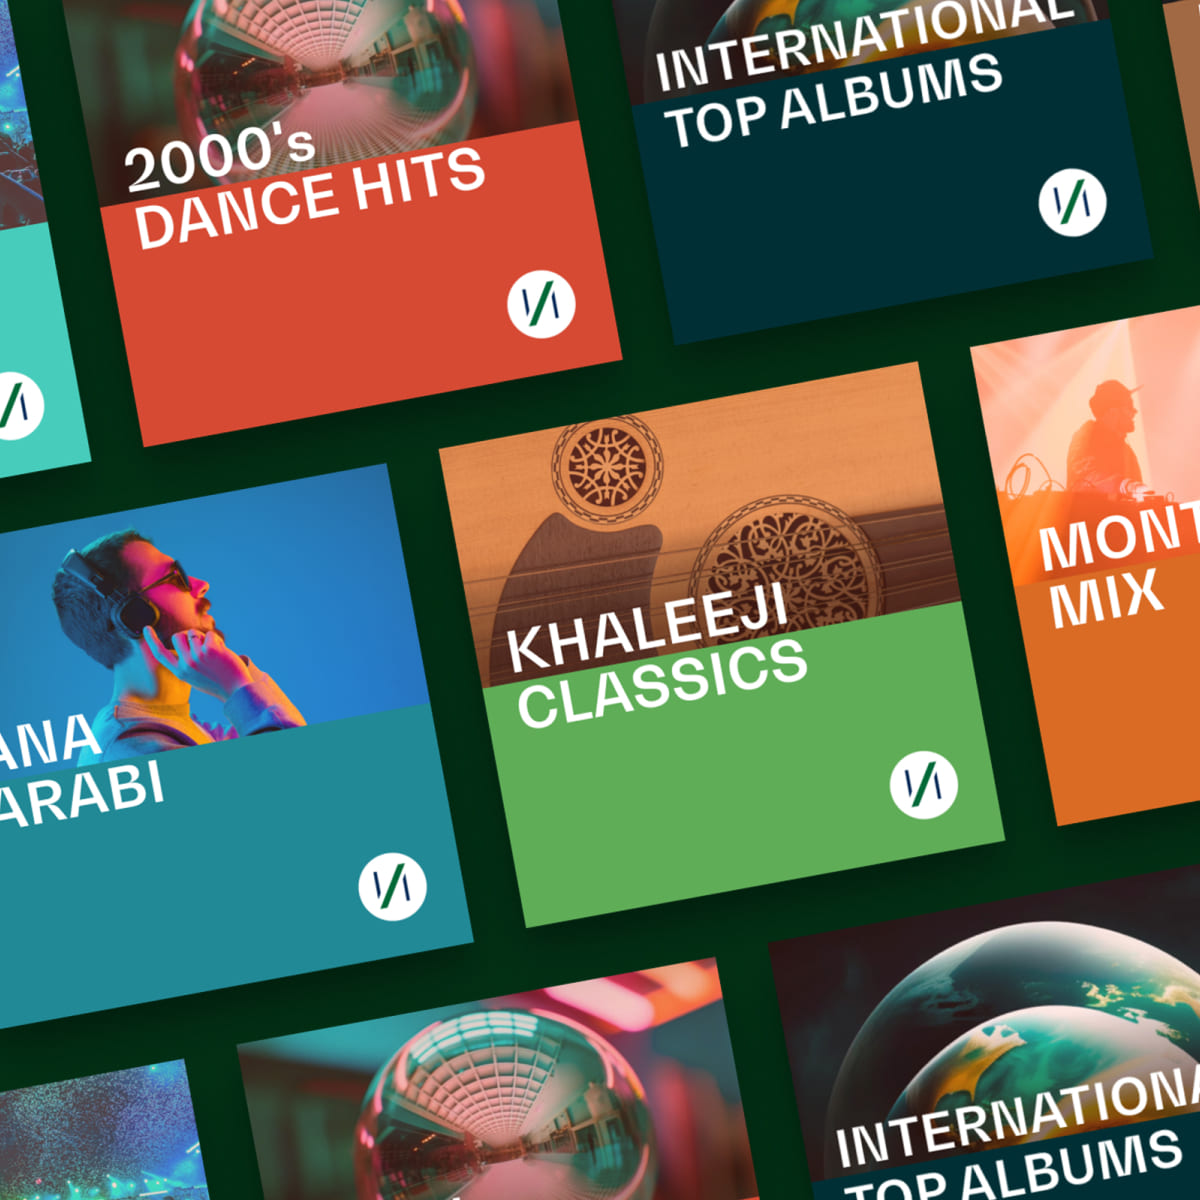 2000's
DANCE HITS
INTERNATIONAL
TOP ALBUMS
ANA
ARABI
KHALEEJI
CLASSICS
MONT
MIX
INTERNATIONA
TOP ALBUMS